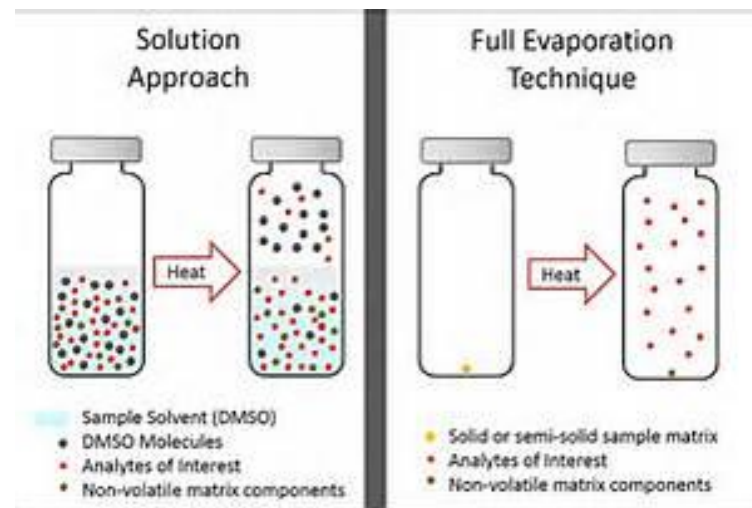 Solution
Approach
Heat
Sample Solvent (DMSO)
DMSO Molecules
Analytes of Interest
Non-volatile matrix components
Full Evaporation
Technique
Heat
Solid or semi-solid sample matrix
Analytes of Interest
Non-volatile matrix components